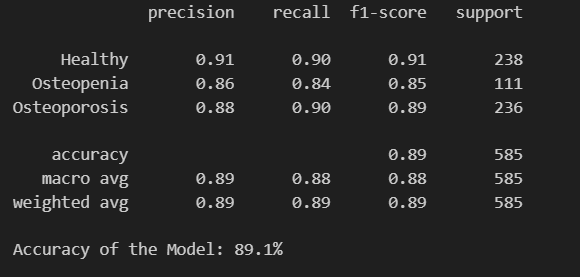 precision recall f1-score support
Healthy 0.91 0.90 0.91 238
Osteopenia 0.86 0.84 0.85 111
Osteoporosis 0.88 0.90 0.89 236
accuracy 0.89 585
macro avg 0.89 0.88 0.88 585
weighted avg 0.89 0.89 0.89 585
Accuracy of the Model: 89.1%